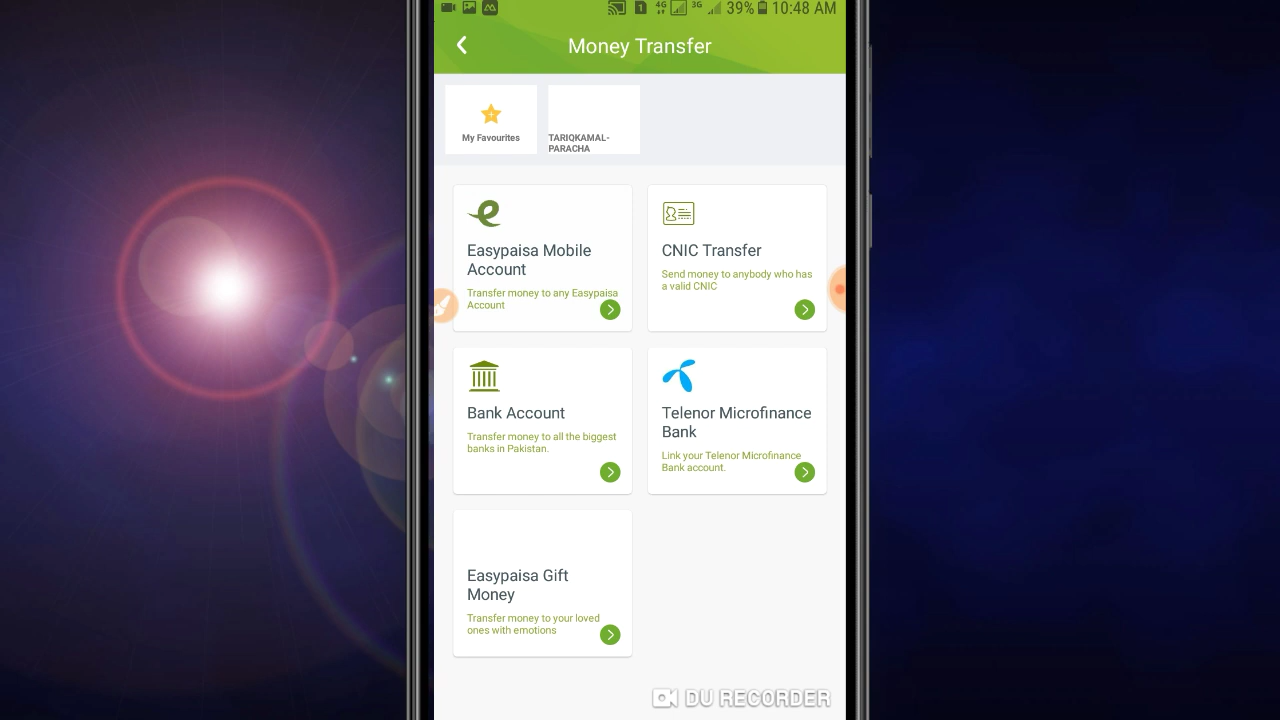 1 4G 3G 39% 10:48 AM
Money Transfer
My Favourites
TARIQKAMAL-
PARACHA
Easypaisa Mobile
Account
Transfer money to any Easypaisa
Account
CNIC Transfer
Send money to anybody who has
a valid CNIC
Bank Account
Transfer money to all the biggest
banks in Pakistan.
Telenor Microfinance
Bank
Link your Telenor Microfinance
Bank account.
Easypaisa Gift
Money
Transfer money to your loved
ones with emotions
DU RECORDER